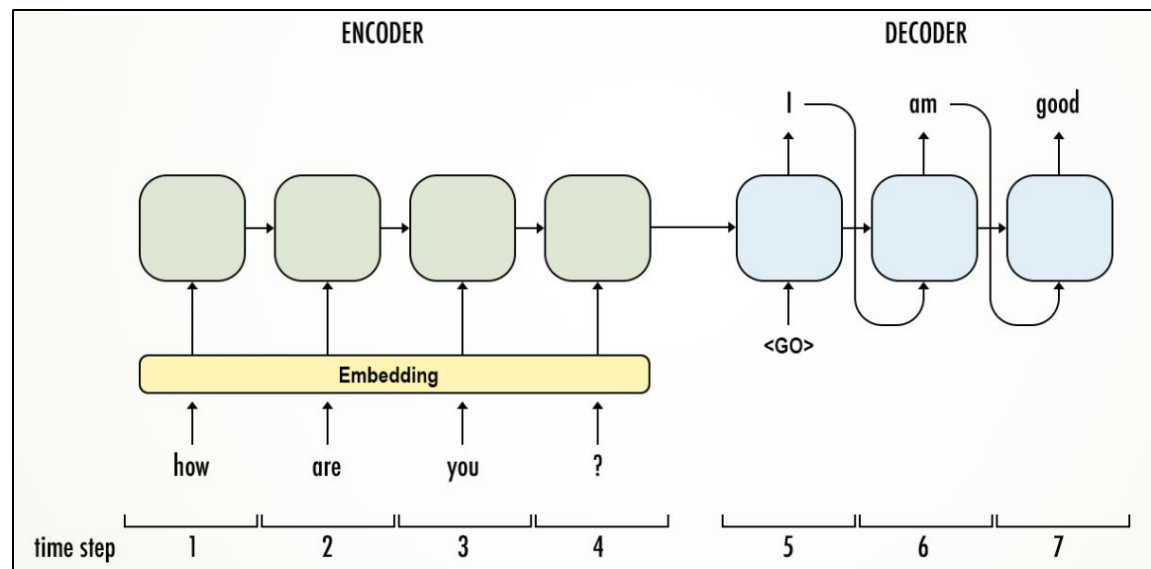 ENCODER DECODER
I am good
<GO>
Embedding
how are you ?
time step 1 2 3 4 5 6 7